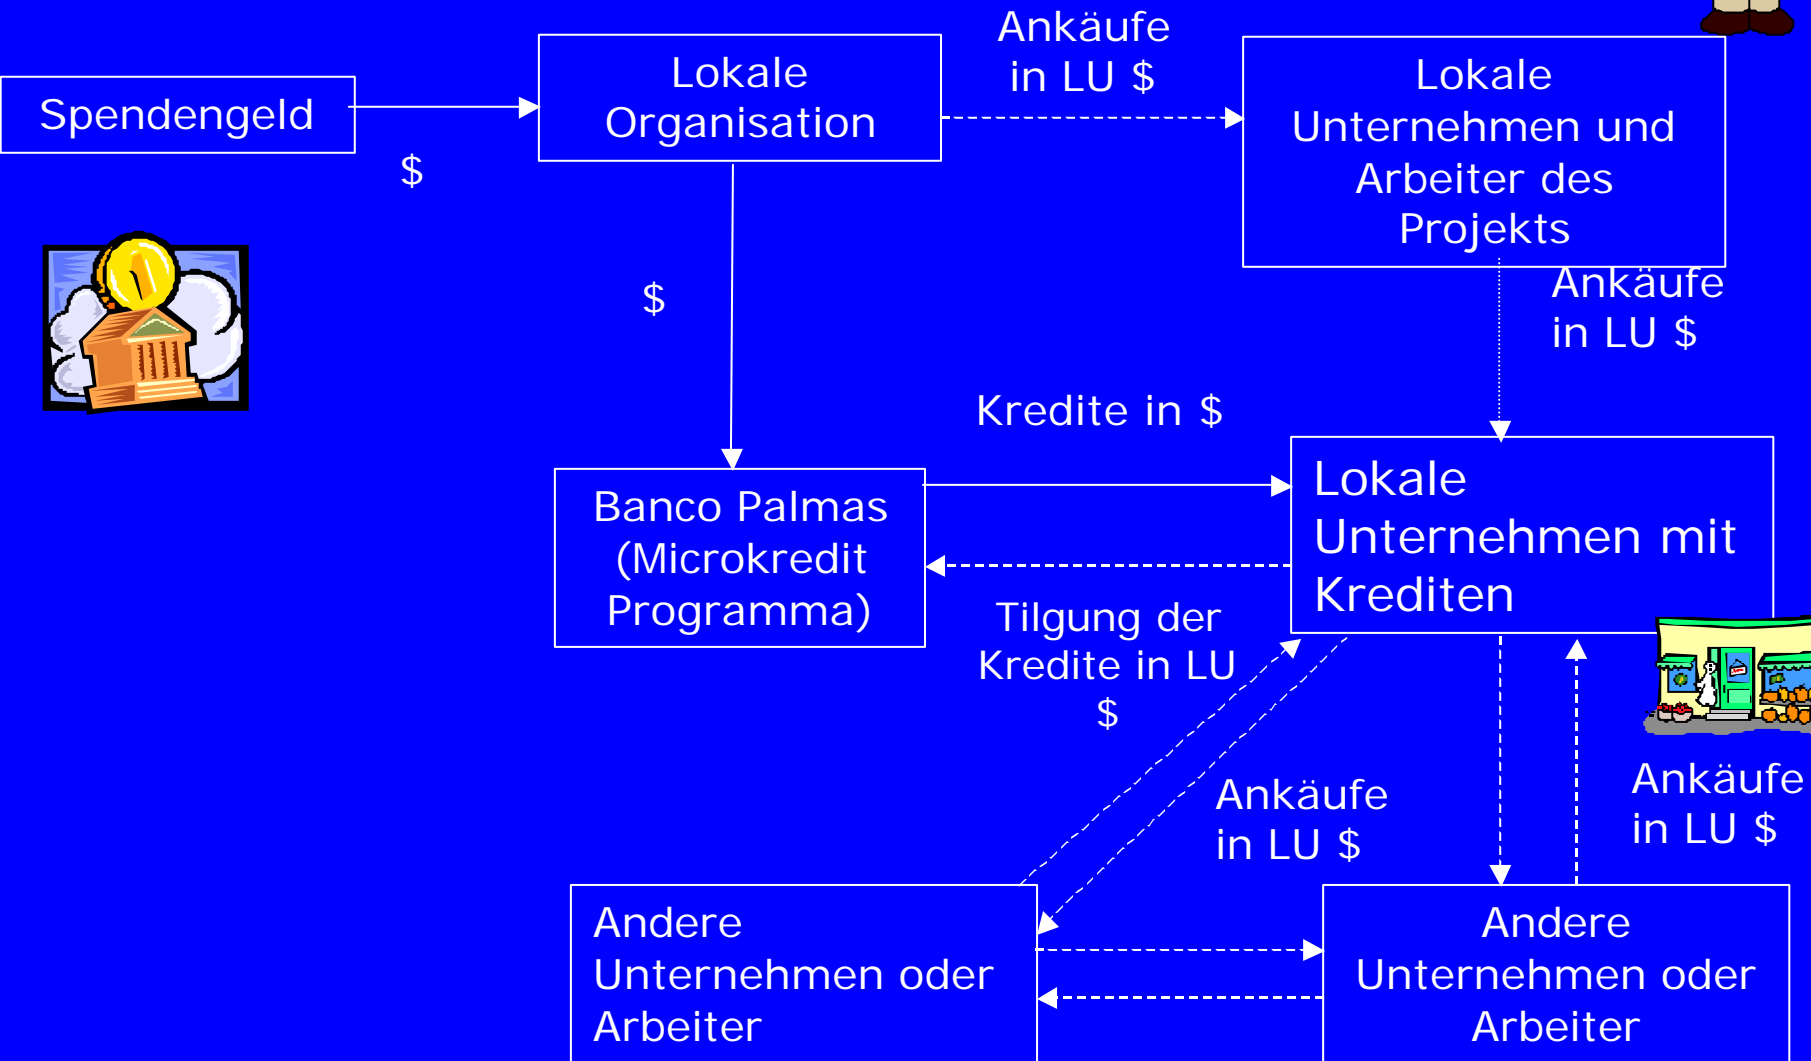 Spendengeld
$
Lokale
Organisation
Ankäufe
in LU $
Lokale
Unternehmen und
Arbeiter des
Projekts
$
Ankäufe
in LU $
Kredite in $
Banco Palmas
(Microkredit
Programma)
Lokale
Unternehmen mit
Krediten
Tilgung der
Kredite in LU
$
Ankäufe
in LU $
Ankäufe
in LU $
Andere
Unternehmen oder
Arbeiter
Andere
Unternehmen oder
Arbeiter